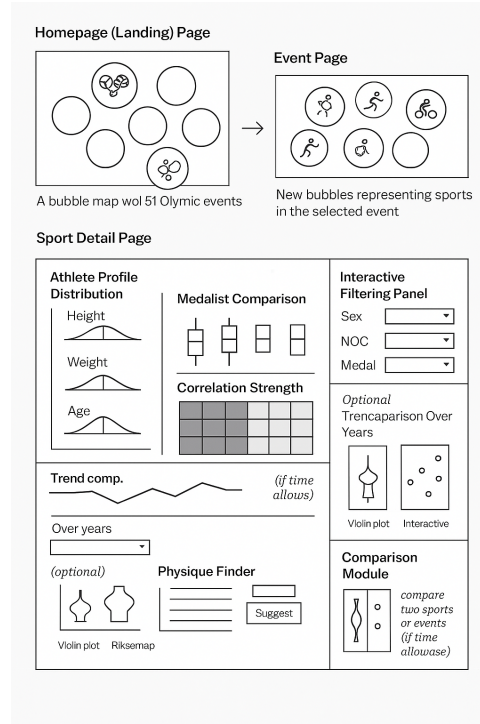 Homepage (Landing) Page
A bubble map wol 51 Olymic events
Event Page
New bubbles representing sports
in the selected event
Sport Detail Page
Athlete Profile
Distribution
Height
Weight
Age
Medalist Comparison
Correlation Strength
Interactive
Filtering Panel
Sex
NOC
Medal
Optional
Trencaparison Over
Years
Violin plot
Interactive
Trend comp.
(if time
allows)
Over years
(optional)
Violin plot
Riksemap
Physique Finder
Suggest
Comparison
Module
compare
two sports
or events
(if time
allowase)